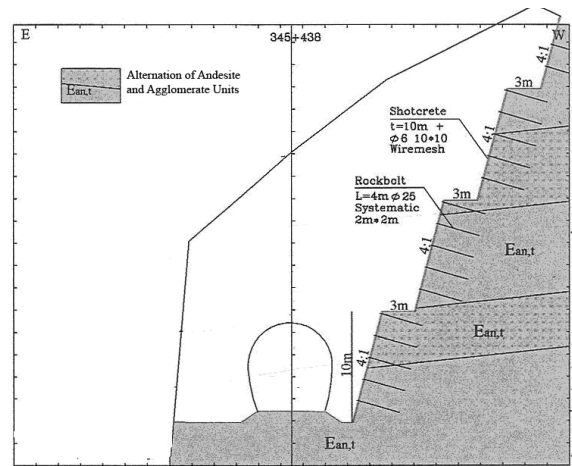 E
345+438
W
Ean,t
Alternation of Andesite
and Agglomerate Units
4:1
3m
Shotcrete
t=10m +
ϕ6 10*10
Wiremesh
4:1
Rockbolt
L=4m ϕ 25
Systematic
2m*2m
3m
4:1
Ean,t
3m
Ean,t
10m
4:1
Ean,t